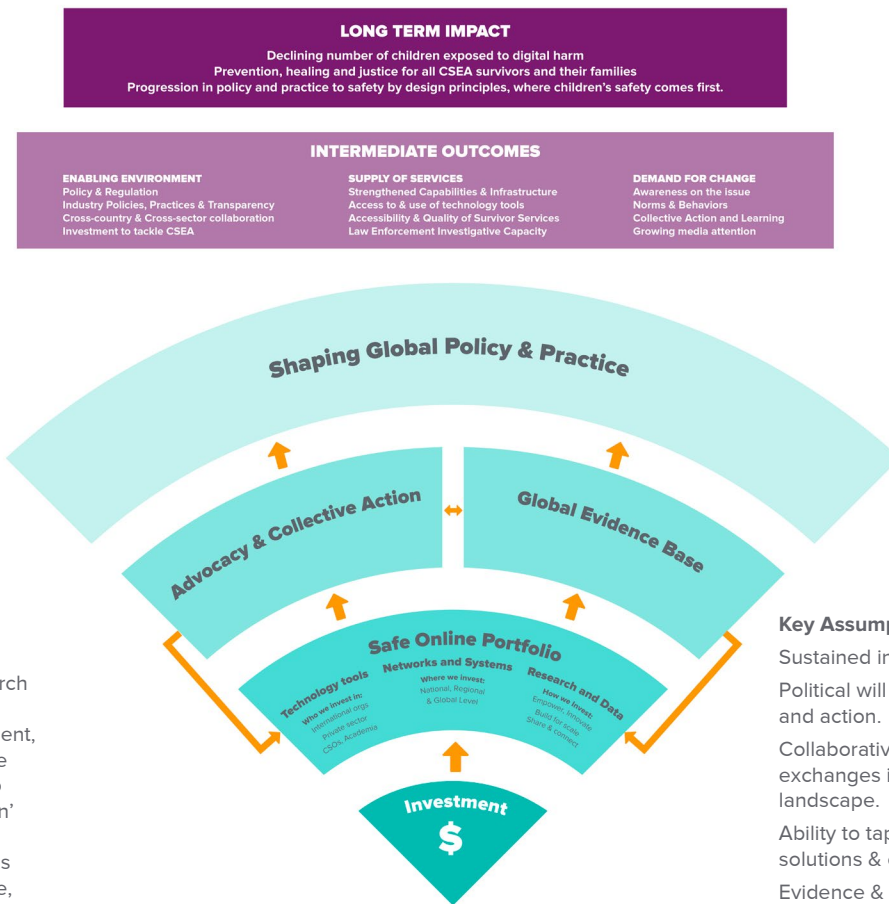 LONG TERM IMPACT
Declining number of children exposed to digital harm
Prevention, healing and justice for all CSEA survivors and their families
Progression in policy and practice to safety by design principles, where children's safety comes first.
INTERMEDIATE OUTCOMES
ENABLING ENVIRONMENT
Policy & Regulation
Industry Policies, Practices & Transparency
Cross-country & Cross-sector collaboration
Investment to tackle CSEA
SUPPLY OF SERVICES
Strengthened Capabilities & Infrastructure
Access to & use of technology tools
Accessibility & Quality of Survivor Services
Law Enforcement Investigative Capacity
DEMAND FOR CHANGE
Awareness on the issue
Norms & Behaviors
Collective Action and Learning
Growing media attention
Shaping Global Policy & Practice
Advocacy & Collective Action
Global Evidence Base
Safe Online Portfolio
Technology tools
Who we invest in:
International orgs
Private sector
CSOs, Academia
Networks and Systems
Where we invest:
National, Regional
& Global Level
Research and Data
How we invest:
Empower, Innovate
Build for scale
Share & connect
Investment
$
rch
ent,
e
n'
s
e,
Key Assump
Sustained in
Political will
and action.
Collaborativ
exchanges i
landscape.
Ability to tap
solutions &
Evidence &